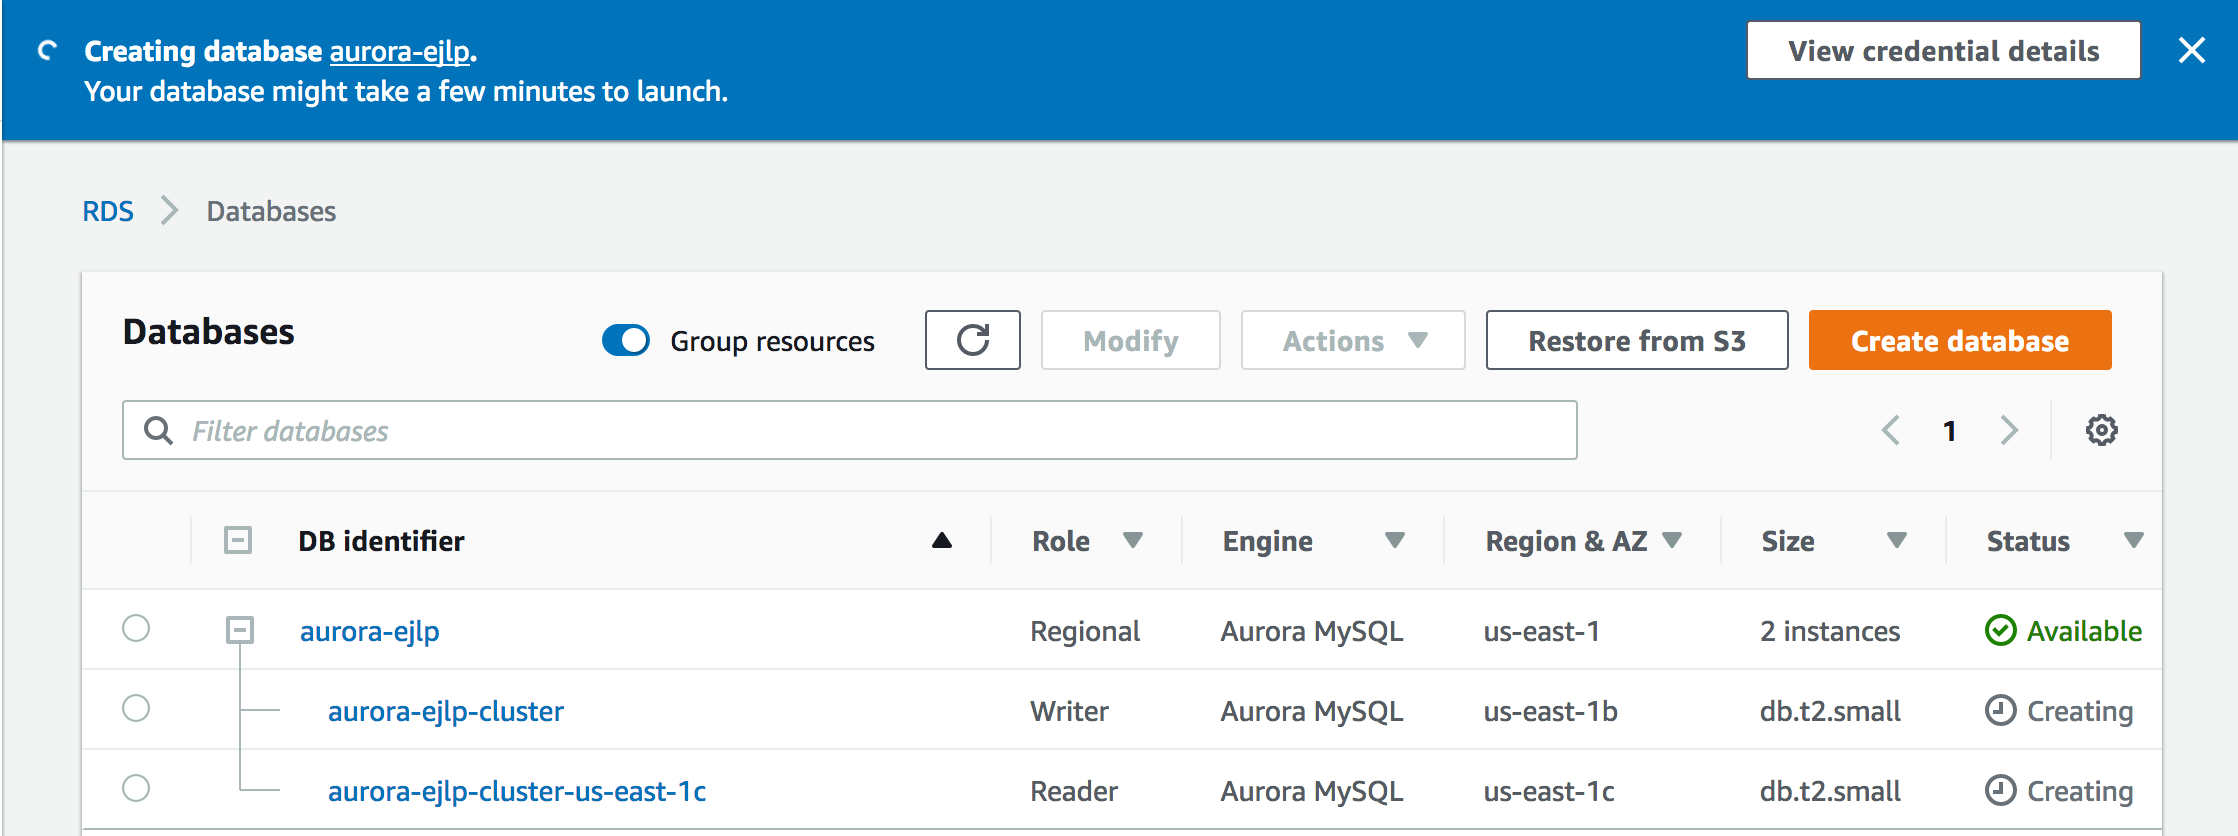 Creating database aurora-ejlp.
View credential details
Your database might take a few minutes to launch.
RDS Databases
Databases
Group resources
Modify
Actions
Restore from S3
Create database
Filter databases
1
DB identifier Role Engine Region & AZ Size Status
aurora-ejlp Regional Aurora MySQL us-east-1 2 instances Available
aurora-ejlp-cluster Writer Aurora MySQL us-east-1b db.t2.small Creating
aurora-ejlp-cluster-us-east-1c Reader Aurora MySQL us-east-1c db.t2.small Creating